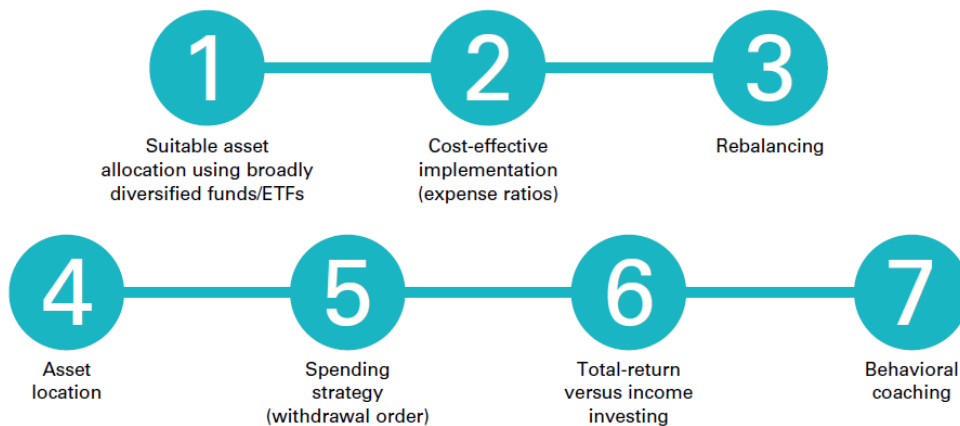 1
2
3
Suitable asset
allocation using broadly
diversified funds/ETFs
Cost-effective
implementation
(expense ratios)
Rebalancing
4
5
6
7
Asset
location
Spending
strategy
(withdrawal order)
Total-return
versus income
investing
Behavioral
coaching